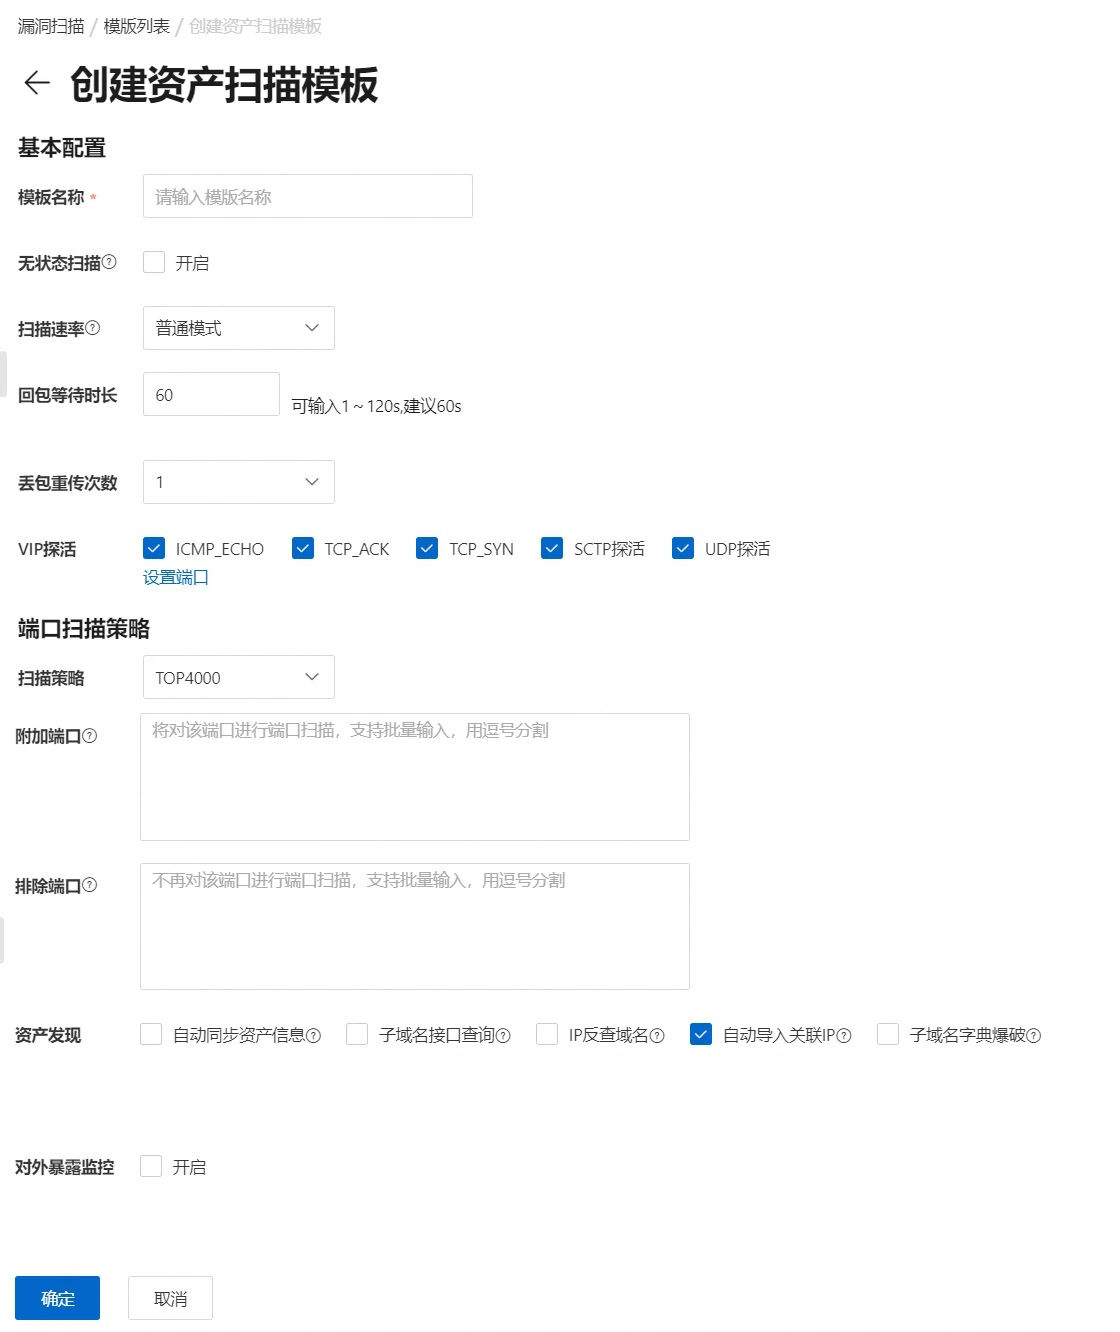 漏洞扫描 / 模版列表 / 创建资产扫描模板
创建资产扫描模板
基本配置
模板名称 * 请输入模版名称
无状态扫描 开启
扫描速率 普通模式
回包等待时长 60 可输入1 ~ 120s,建议60s
丢包重传次数 1
VIP探活 ICMP_ECHO TCP_ACK TCP_SYN SCTP探活 UDP探活
设置端口
端口扫描策略
扫描策略 TOP4000
附加端口 将对该端口进行端口扫描，支持批量输入，用逗号分割
排除端口 不再对该端口进行端口扫描，支持批量输入，用逗号分割
资产发现 自动同步资产信息 子域名接口查询 IP反查域名 自动导入关联IP 子域名字典爆破
对外暴露监控 开启
确定 取消